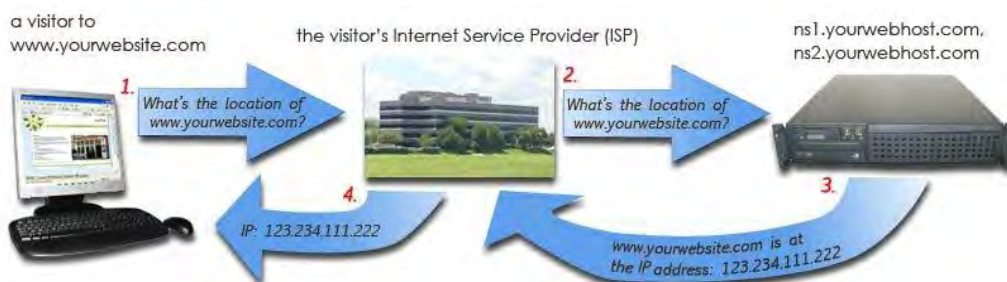 a visitor to
www.yourwebsite.com
the visitor's Internet Service Provider (ISP)
ns1.yourwebhost.com,
ns2.yourwebhost.com
1.
What's the location of
www.yourwebsite.com?
2.
What's the location of
www.yourwebsite.com?
3.
www.yourwebsite.com is at
the IP address: 123.234.111.222
4.
IP: 123.234.111.222